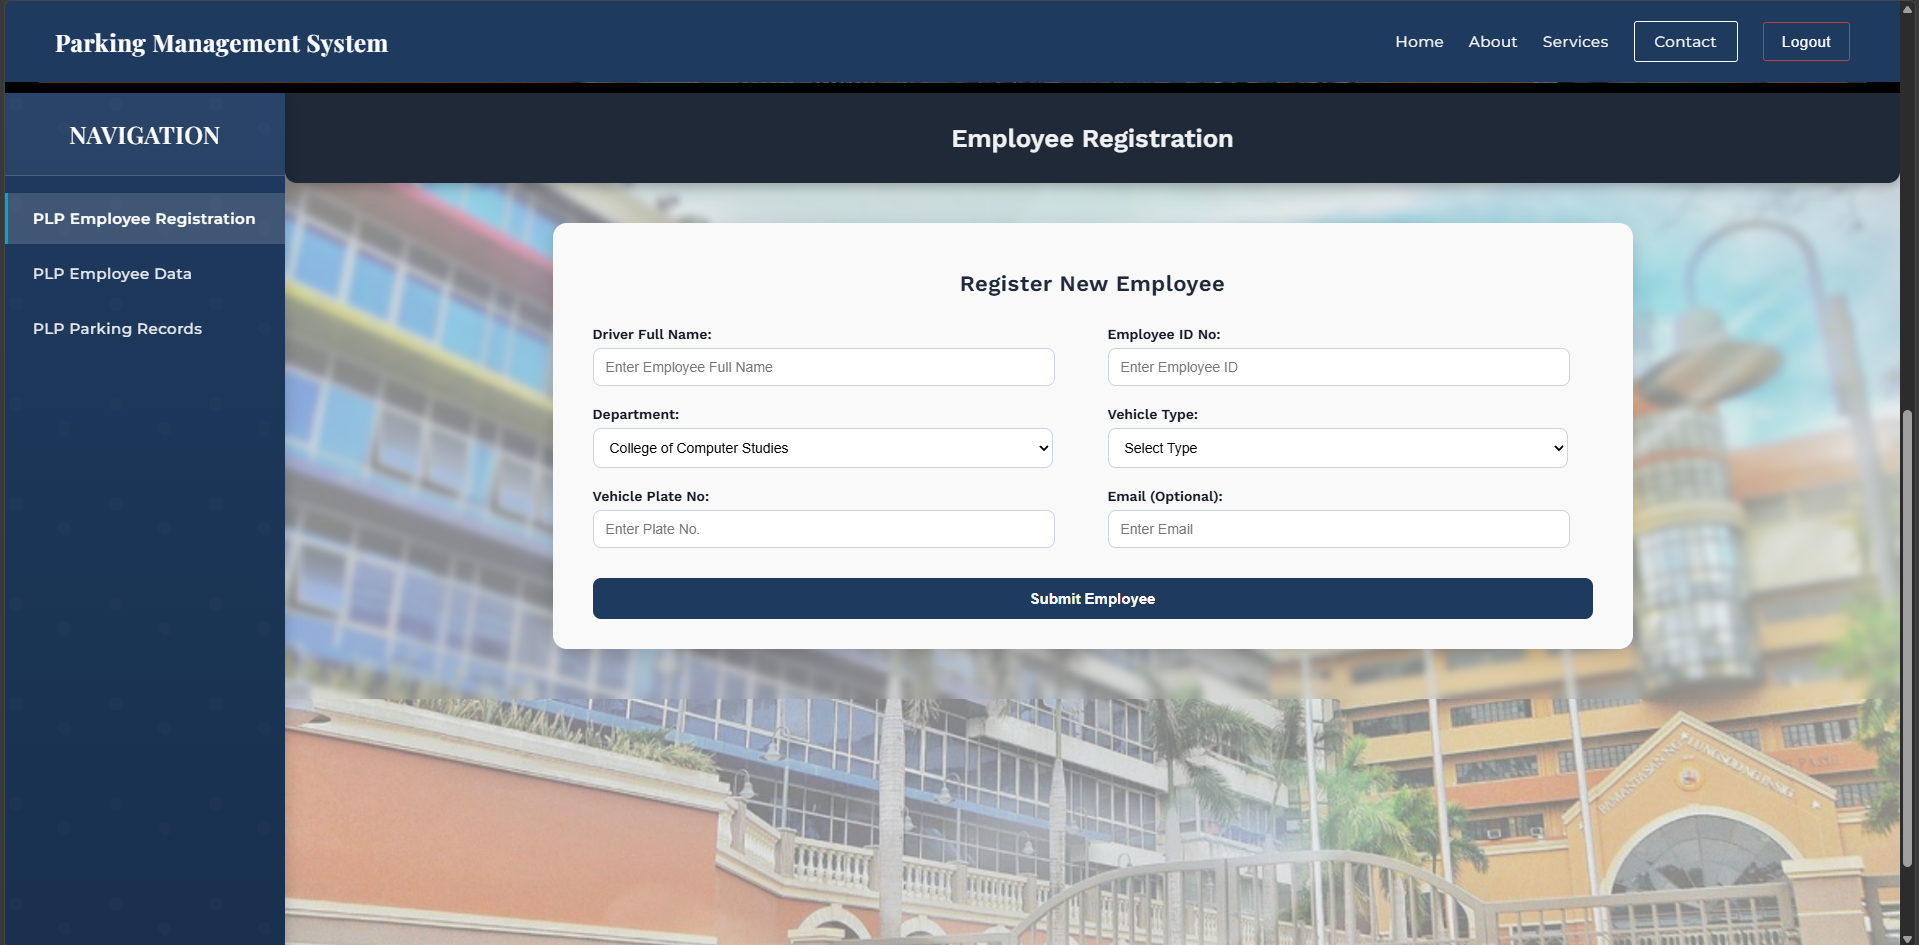 Parking Management System
Home
About
Services
Contact
Logout
NAVIGATION
PLP Employee Registration
PLP Employee Data
PLP Parking Records
Employee Registration
Register New Employee
Driver Full Name:
Enter Employee Full Name
Employee ID No:
Enter Employee ID
Department:
College of Computer Studies
Vehicle Type:
Select Type
Vehicle Plate No:
Enter Plate No.
Email (Optional):
Enter Email
Submit Employee